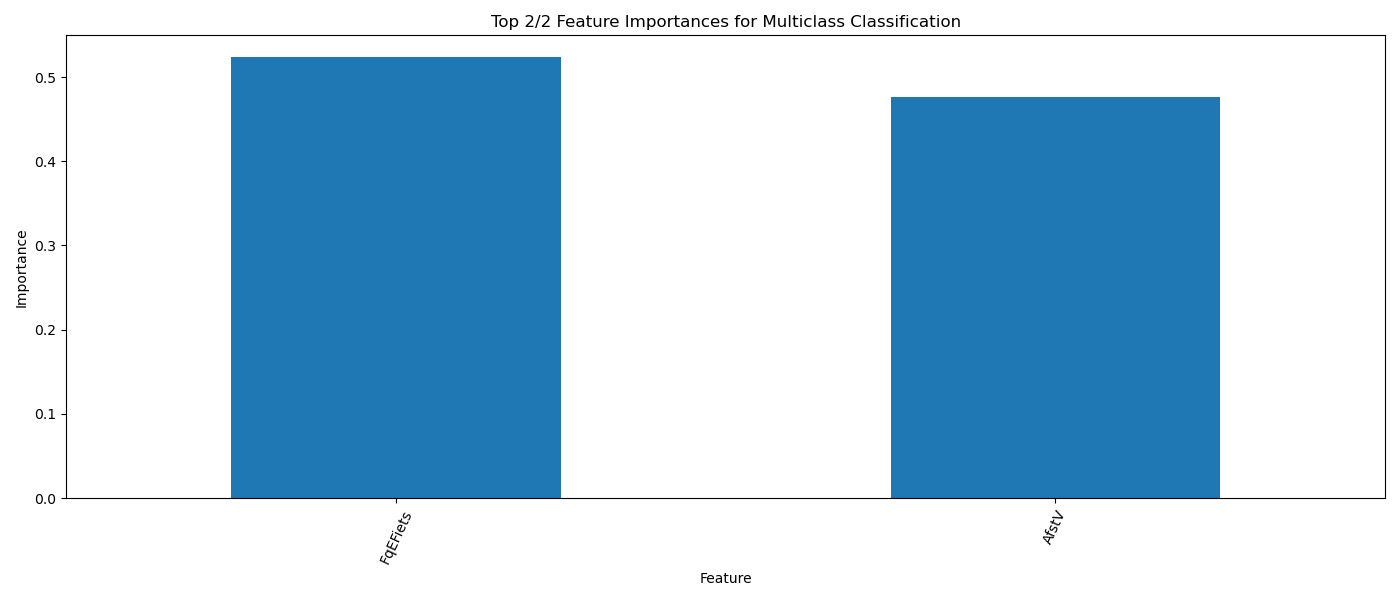 Top 2/2 Feature Importances for Multiclass Classification
0.5
0.4
0.3
0.2
0.1
0.0
Importance
FqEFiets
AfstV
Feature